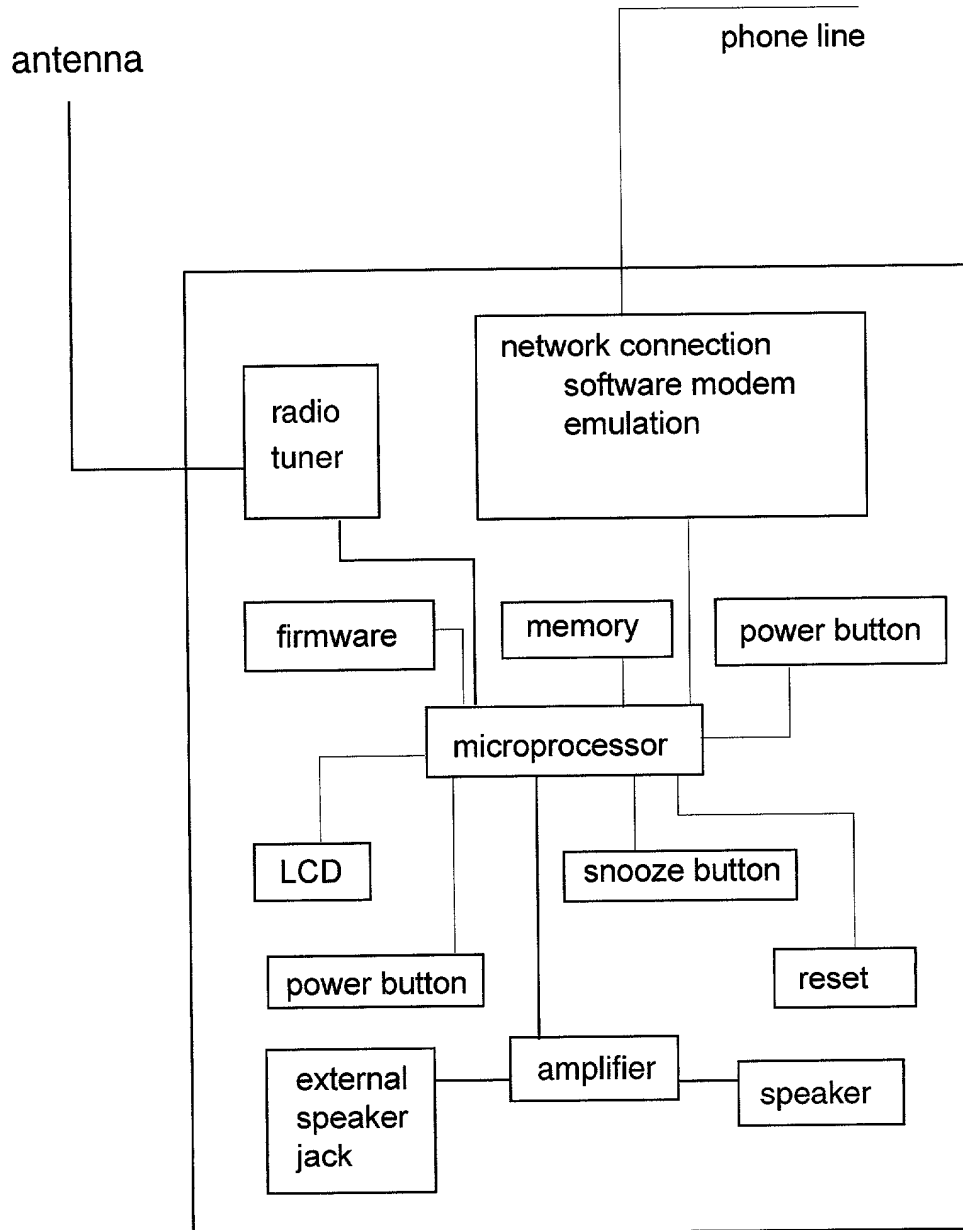 phone line
antenna
network connection
software modem
emulation
radio
tuner
firmware
memory
power button
microprocessor
LCD
snooze button
power button
reset
external
speaker
jack
amplifier
speaker